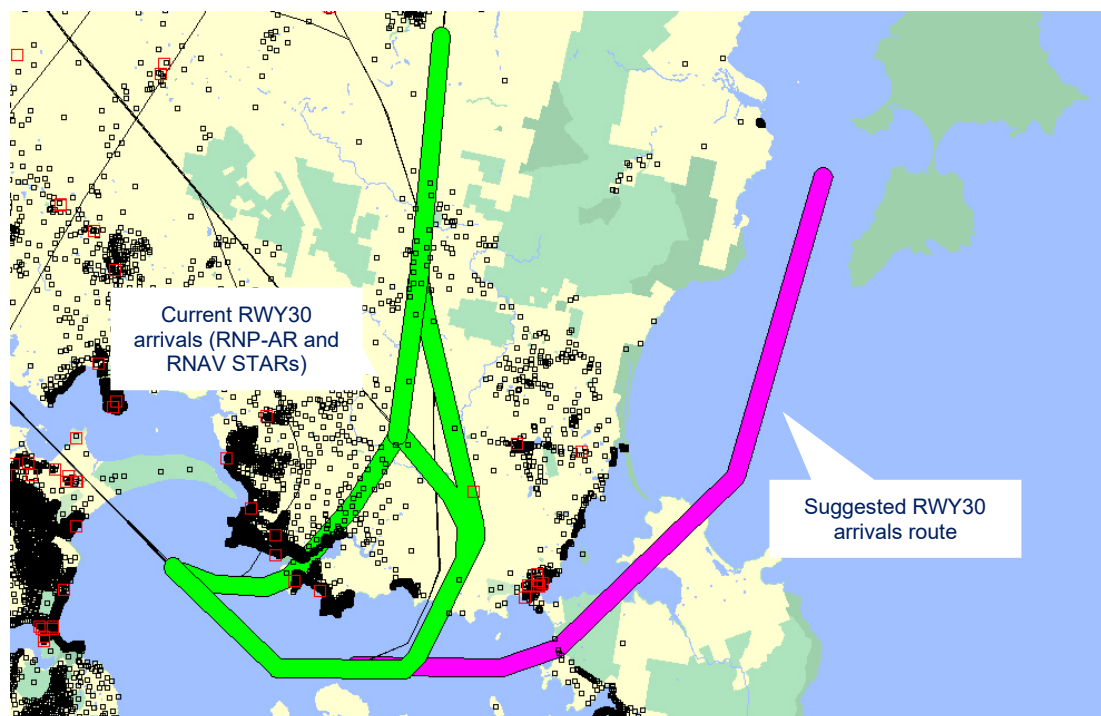 Current RWY30
arrivals (RNP-AR and
RNAV STARs)
Suggested RWY30
arrivals route